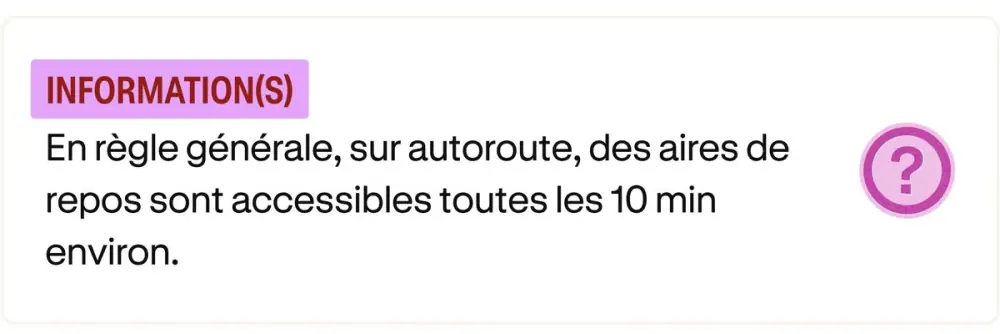 INFORMATION(S)
En règle générale, sur autoroute, des aires de
repos sont accessibles toutes les 10 min
environ.
?